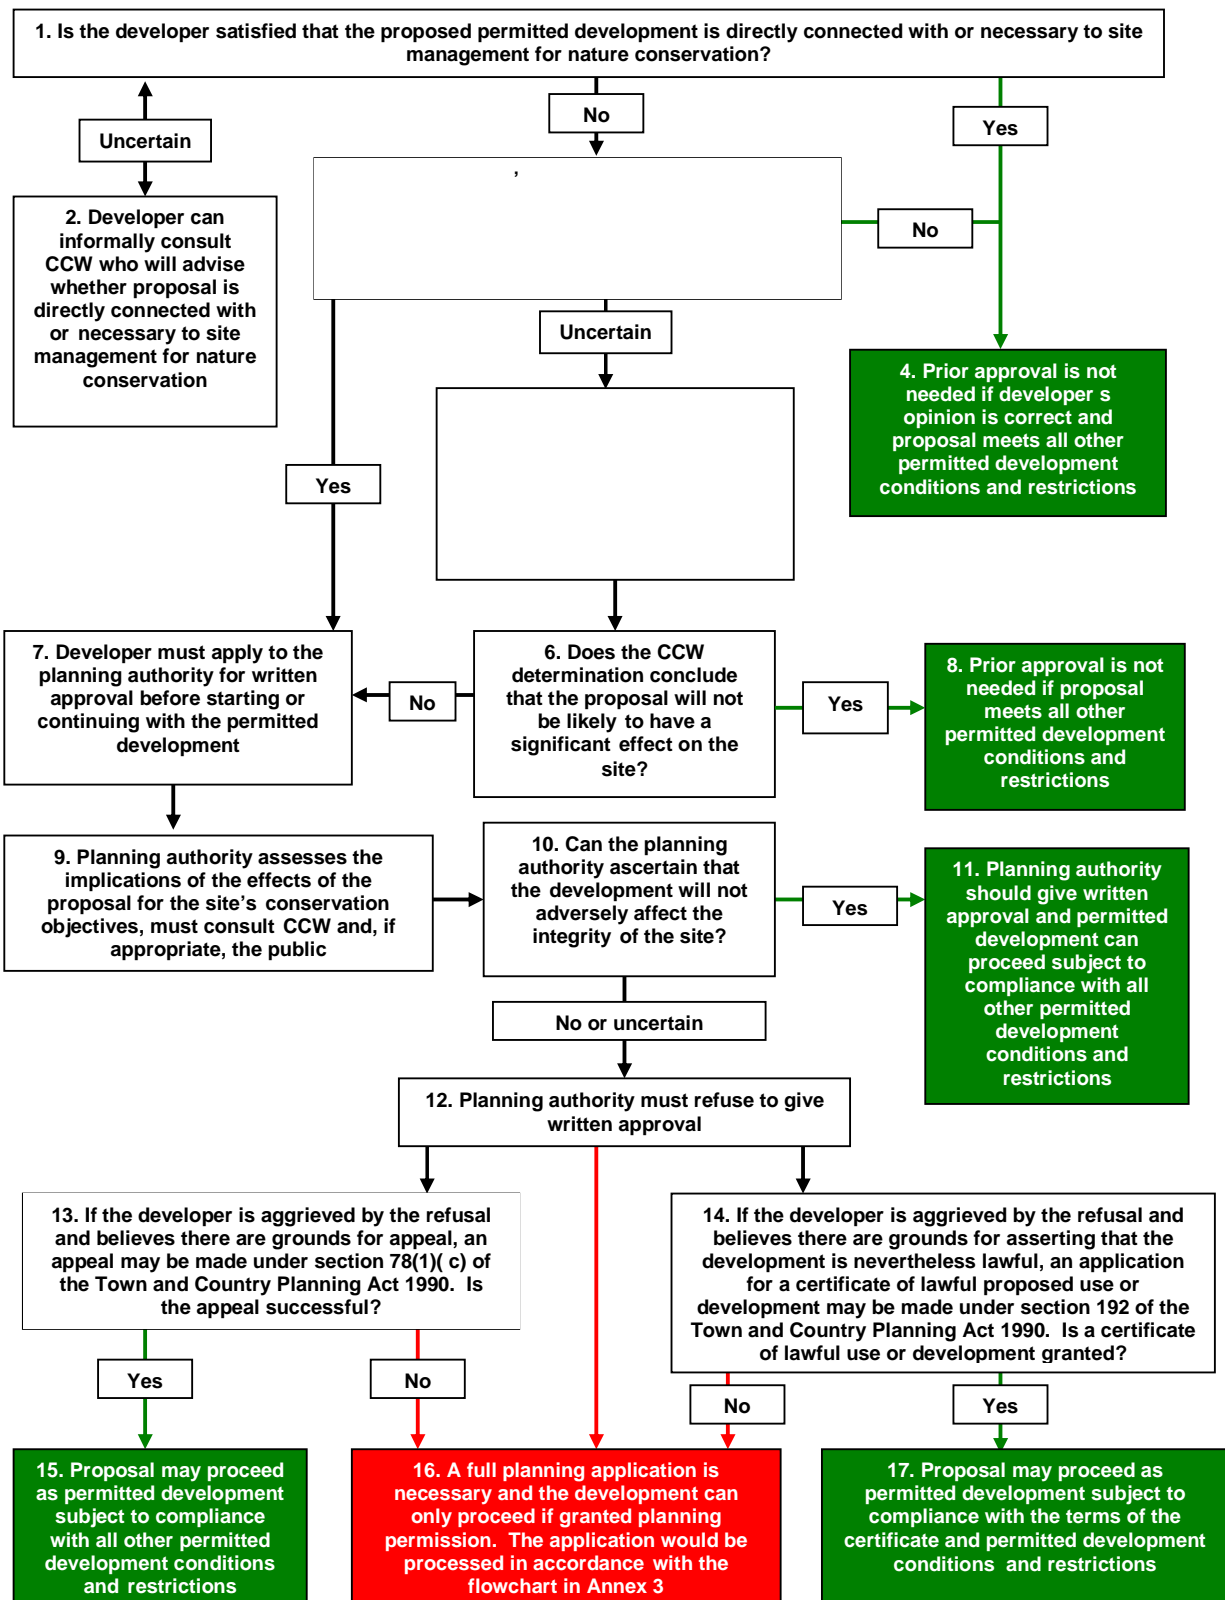 1. Is the developer satisfied that the proposed permitted development is directly connected with or necessary to site
management for nature conservation?
No
Yes
Uncertain
,
2. Developer can
informally consult
CCW who will advise
whether proposal is
directly connected with
or necessary to site
management for nature
conservation
No
Uncertain
4. Prior approval is not
needed if developer s
opinion is correct and
proposal meets all other
permitted development
conditions and restrictions
Yes
7. Developer must apply to the
planning authority for written
approval before starting or
continuing with the permitted
development
No
6. Does the CCW
determination conclude
that the proposal will not
be likely to have a
significant effect on the
site?
Yes
8. Prior approval is not
needed if proposal
meets all other
permitted development
conditions and
restrictions
9. Planning authority assesses the
implications of the effects of the
proposal for the site’s conservation
objectives, must consult CCW and, if
appropriate, the public
10. Can the planning
authority ascertain that
the development will not
adversely affect the
integrity of the site?
Yes
11. Planning authority
should give written
approval and permitted
development can
proceed subject to
compliance with all
other permitted
development
conditions and
restrictions
No or uncertain
12. Planning authority must refuse to give
written approval
13. If the developer is aggrieved by the refusal
and believes there are grounds for appeal, an
appeal may be made under section 78(1)( c) of
the Town and Country Planning Act 1990. Is
the appeal successful?
14. If the developer is aggrieved by the refusal and
believes there are grounds for asserting that the
development is nevertheless lawful, an application
for a certificate of lawful proposed use or
development may be made under section 192 of the
Town and Country Planning Act 1990. Is a certificate
of lawful use or development granted?
Yes
No
No
Yes
15. Proposal may proceed
as permitted development
subject to compliance
with all other permitted
development conditions
and restrictions
16. A full planning application is
necessary and the development can
only proceed if granted planning
permission. The application would be
processed in accordance with the
flowchart in Annex 3
17. Proposal may proceed as
permitted development subject to
compliance with the terms of the
certificate and permitted development
conditions and restrictions